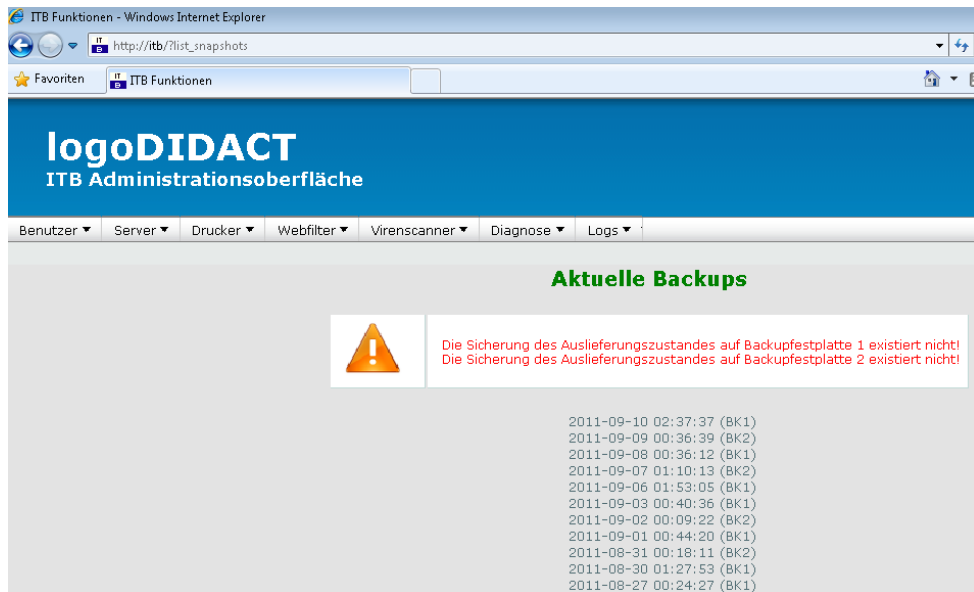 ITB Funktionen - Windows Internet Explorer
http://itb/?list_snapshots
Favoriten
ITB Funktionen
logoDIDACT
ITB Administrationsoberfläche
Benutzer Server Drucker Webfilter Virenscanner Diagnose Logs
Aktuelle Backups
Die Sicherung des Auslieferungszustandes auf Backupfestplatte 1 existiert nicht!
Die Sicherung des Auslieferungszustandes auf Backupfestplatte 2 existiert nicht!
2011-09-10 02:37:37 (BK1)
2011-09-09 00:36:39 (BK2)
2011-09-08 00:36:12 (BK1)
2011-09-07 01:10:13 (BK2)
2011-09-06 01:53:05 (BK1)
2011-09-03 00:40:36 (BK1)
2011-09-02 00:09:22 (BK2)
2011-09-01 00:44:20 (BK1)
2011-08-31 00:18:11 (BK2)
2011-08-30 01:27:53 (BK1)
2011-08-27 00:24:27 (BK1)